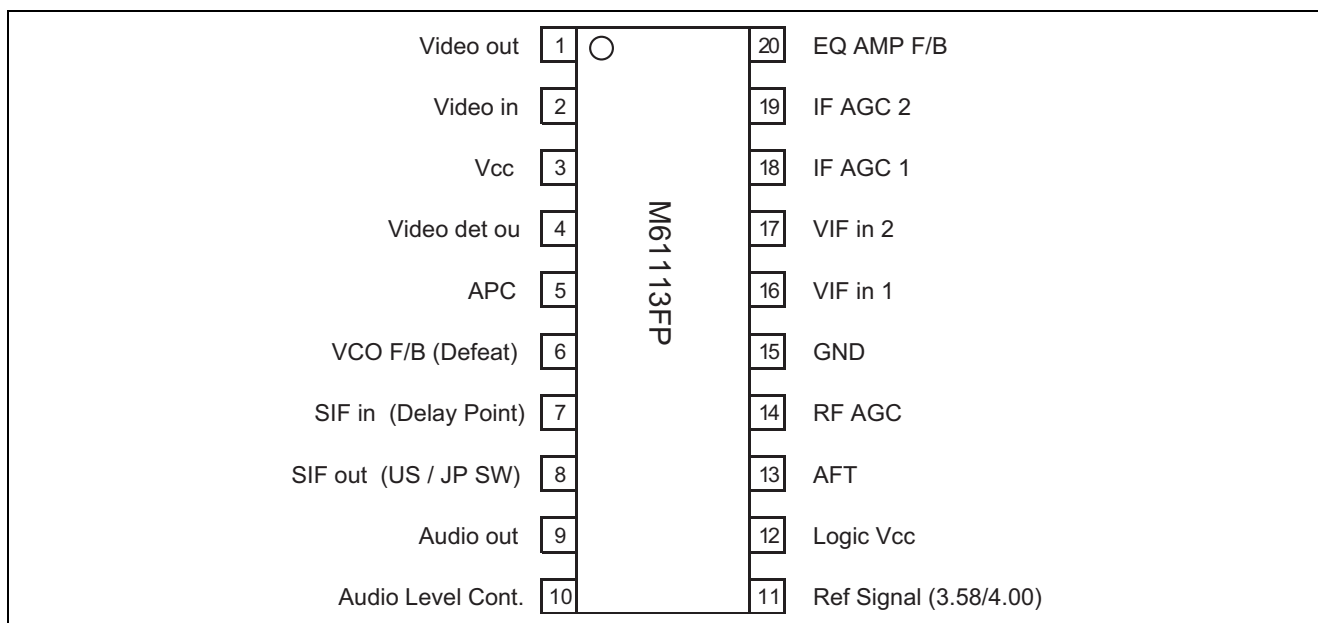 Video out 1 20 EQ AMP F/B
Video in 2 19 IF AGC 2
Vcc 3 18 IF AGC 1
Video det ou 4 17 VIF in 2
APC 5 16 VIF in 1
VCO F/B (Defeat) 6 15 GND
SIF in (Delay Point) 7 14 RF AGC
SIF out (US / JP SW) 8 13 AFT
Audio out 9 12 Logic Vcc
Audio Level Cont. 10 11 Ref Signal (3.58/4.00)
M61113FP